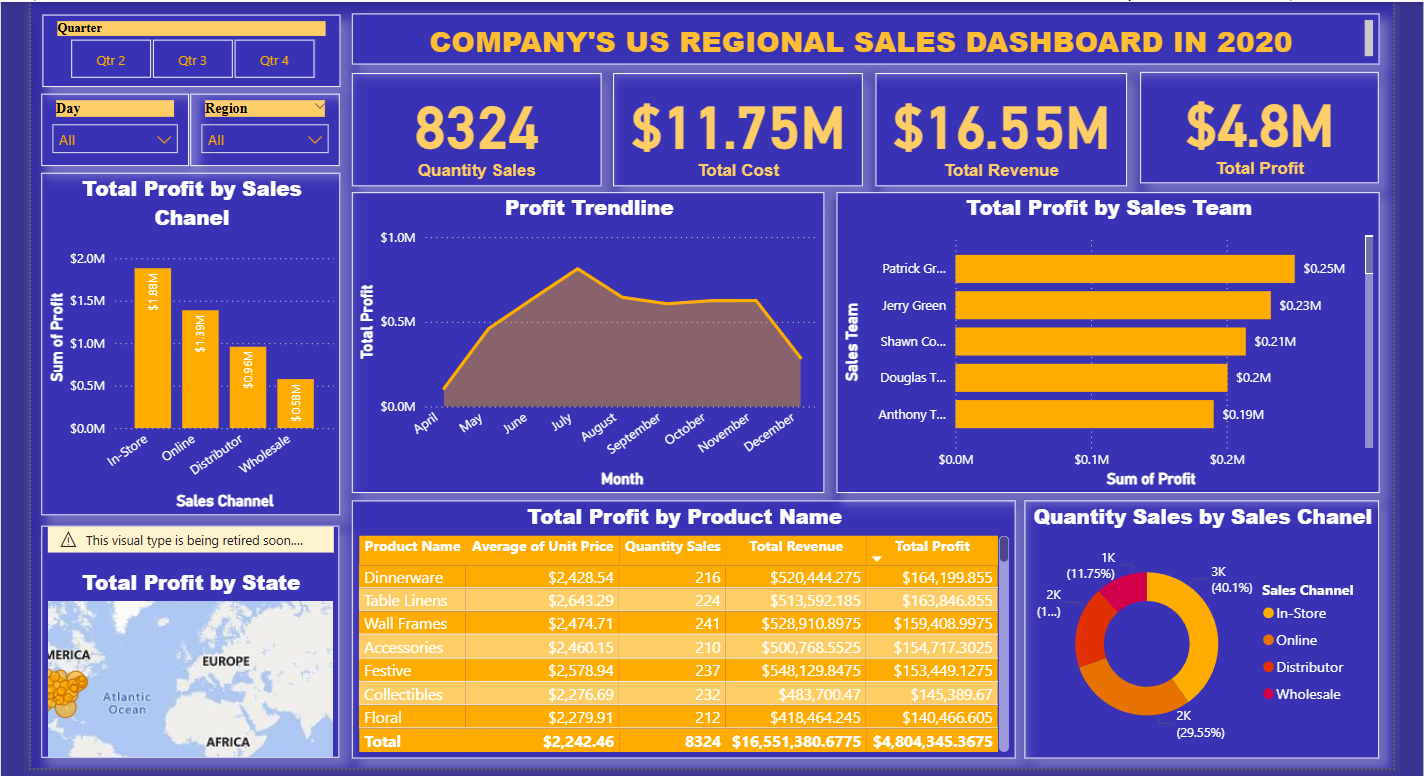 Quarter
Qtr 2 Qtr 3 Qtr 4
COMPANY'S US REGIONAL SALES DASHBOARD IN 2020
Day
All
Region
All
8324
Quantity Sales
$11.75M
Total Cost
$16.55M
Total Revenue
$4.8M
Total Profit
Total Profit by Sales
Chanel
Sum of Profit
$2.0M
$1.5M
$1.0M
$0.5M
$0.0M
$1.88M
$1.39M
$0.96M
$0.58M
In-Store Online Distributor Wholesale
Sales Channel
Profit Trendline
Total Profit
$1.0M
$0.5M
$0.0M
April May June July August September October November December
Month
Total Profit by Sales Team
Sales Team
Patrick Gr... $0.25M
Jerry Green $0.23M
Shawn Co... $0.21M
Douglas T... $0.2M
Anthony T... $0.19M
$0.0M $0.1M $0.2M
Sum of Profit
This visual type is being retired soon....
Total Profit by State
MERICA
EUROPE
Atlantic
Ocean
AFRICA
Total Profit by Product Name
Product Name Average of Unit Price Quantity Sales Total Revenue Total Profit
Dinnerware $2,428.54 216 $520,444.275 $164,199.855
Table Linens $2,643.29 224 $513,592.185 $163,846.855
Wall Frames $2,474.71 241 $528,910.8975 $159,408.9975
Accessories $2,460.15 210 $500,768.5525 $154,717.3025
Festive $2,578.94 237 $548,129.8475 $153,449.1275
Collectibles $2,276.69 232 $483,700.47 $145,389.67
Floral $2,279.91 212 $418,464.245 $140,466.605
Total $2,242.46 8324 $16,551,380.6775 $4,804,345.3675
Quantity Sales by Sales Chanel
1K
(11.75%)
3K
(40.1%)
2K
(1...)
2K
(29.55%)
Sales Channel
In-Store
Online
Distributor
Wholesale